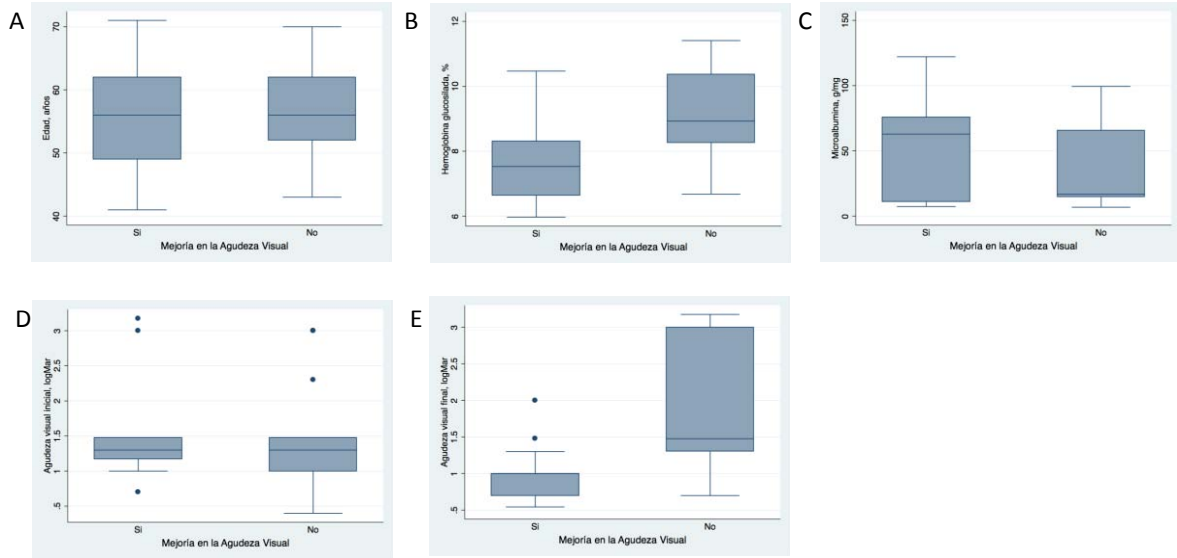 A
Edad, años
70
60
50
40
Si
No
Mejoría en la Agudeza Visual
B
Hemoglobina glucosilada, %
12
10
8
6
Si
No
Mejoría en la Agudeza Visual
C
Microalbumina, g/mg
150
100
50
0
Si
No
Mejoría en la Agudeza Visual
D
Agudeza visual inicial, logMar
3
2.5
2
1.5
1
.5
Si
No
Mejoría en la Agudeza Visual
E
Agudeza visual final, logMar
3
2.5
2
1.5
1
.5
Si
No
Mejoría en la Agudeza Visual